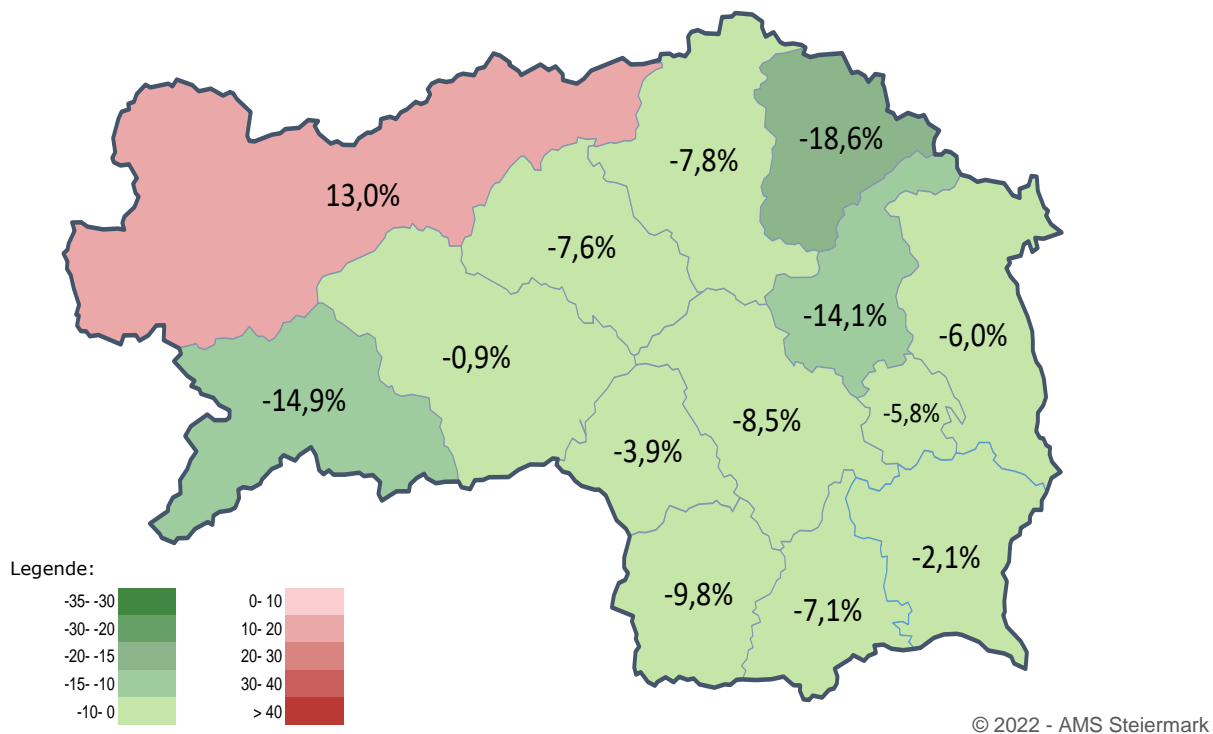 -18,6%
-7,8%
13,0%
-7,6%
-14,1%
-6,0%
-0,9%
-14,9%
-8,5%
-5,8%
-3,9%
-2,1%
-9,8%
-7,1%
Legende:
-35- -30 0- 10
-30- -20 10- 20
-20- -15 20- 30
-15- -10 30- 40
-10- 0 > 40
© 2022 - AMS Steiermark